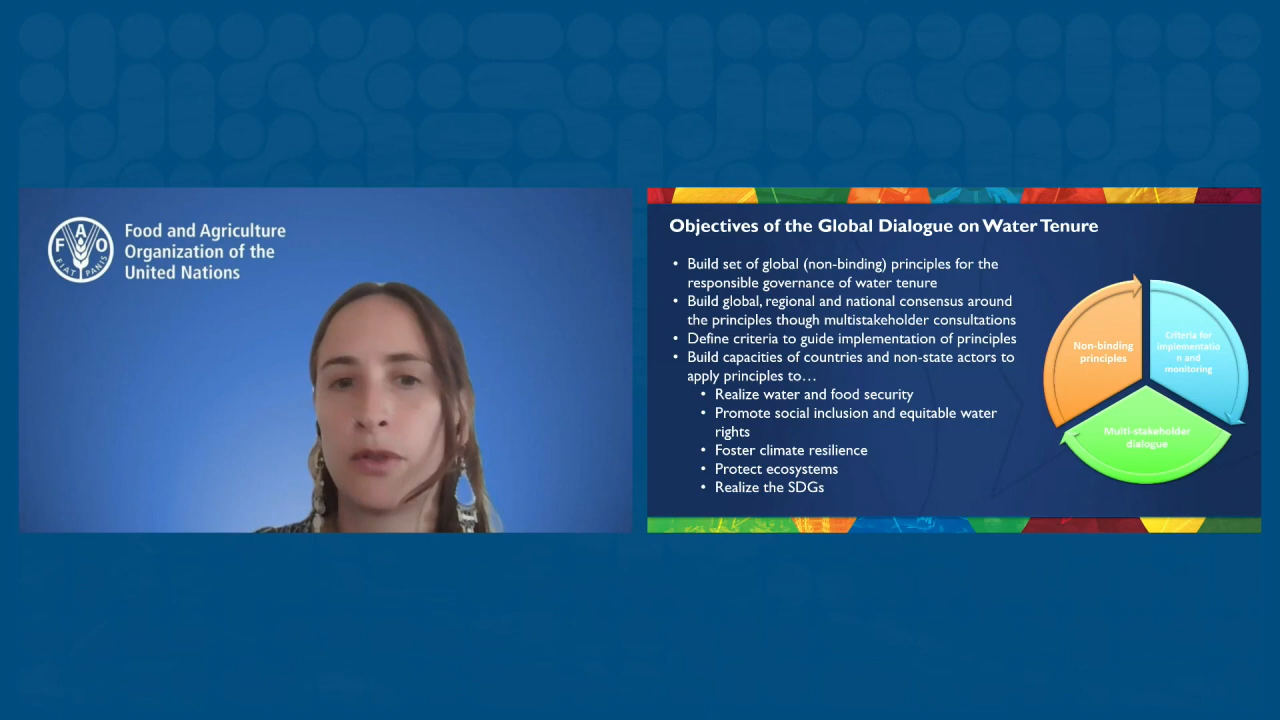 FAO
FIAT PANIS
Food and Agriculture
Organization of the
United Nations
Objectives of the Global Dialogue on Water Tenure
• Build set of global (non-binding) principles for the
responsible governance of water tenure
• Build global, regional and national consensus around
the principles though multistakeholder consultations
• Define criteria to guide implementation of principles
• Build capacities of countries and non-state actors to
apply principles to…
• Realize water and food security
• Promote social inclusion and equitable water
rights
• Foster climate resilience
• Protect ecosystems
• Realize the SDGs
Non-binding
principles
Criteria for
implementatio
n and
monitoring
Multi-stakeholder
dialogue